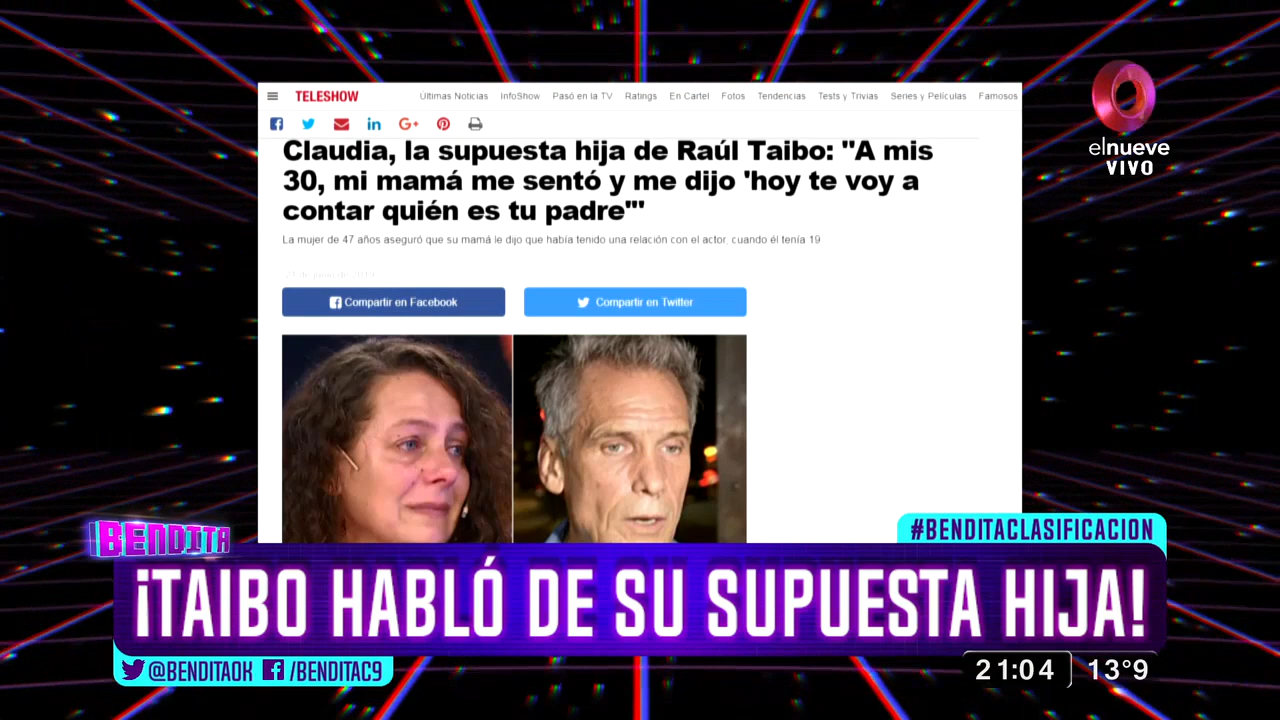 TELESHOW
Últimas Noticias InfoShow Pasó en la TV Ratings En Cartel Fotos Tendencias Tests y Trivias Series y Películas Famosos
Claudia, la supuesta hija de Raúl Taibo: "A mis
30, mi mamá me sentó y me dijo 'hoy te voy a
contar quién es tu padre'"
La mujer de 47 años aseguró que su mamá le dijo que había tenido una relación con el actor, cuando él tenía 19
Compartir en Facebook
Compartir en Twitter
elnueve
VIVO
BENDITA
#BENDITACLASIFICACION
¡TAIBO HABLÓ DE SU SUPUESTA HIJA!
@BENDITAOK /BENDITAC9
21:04 13°9